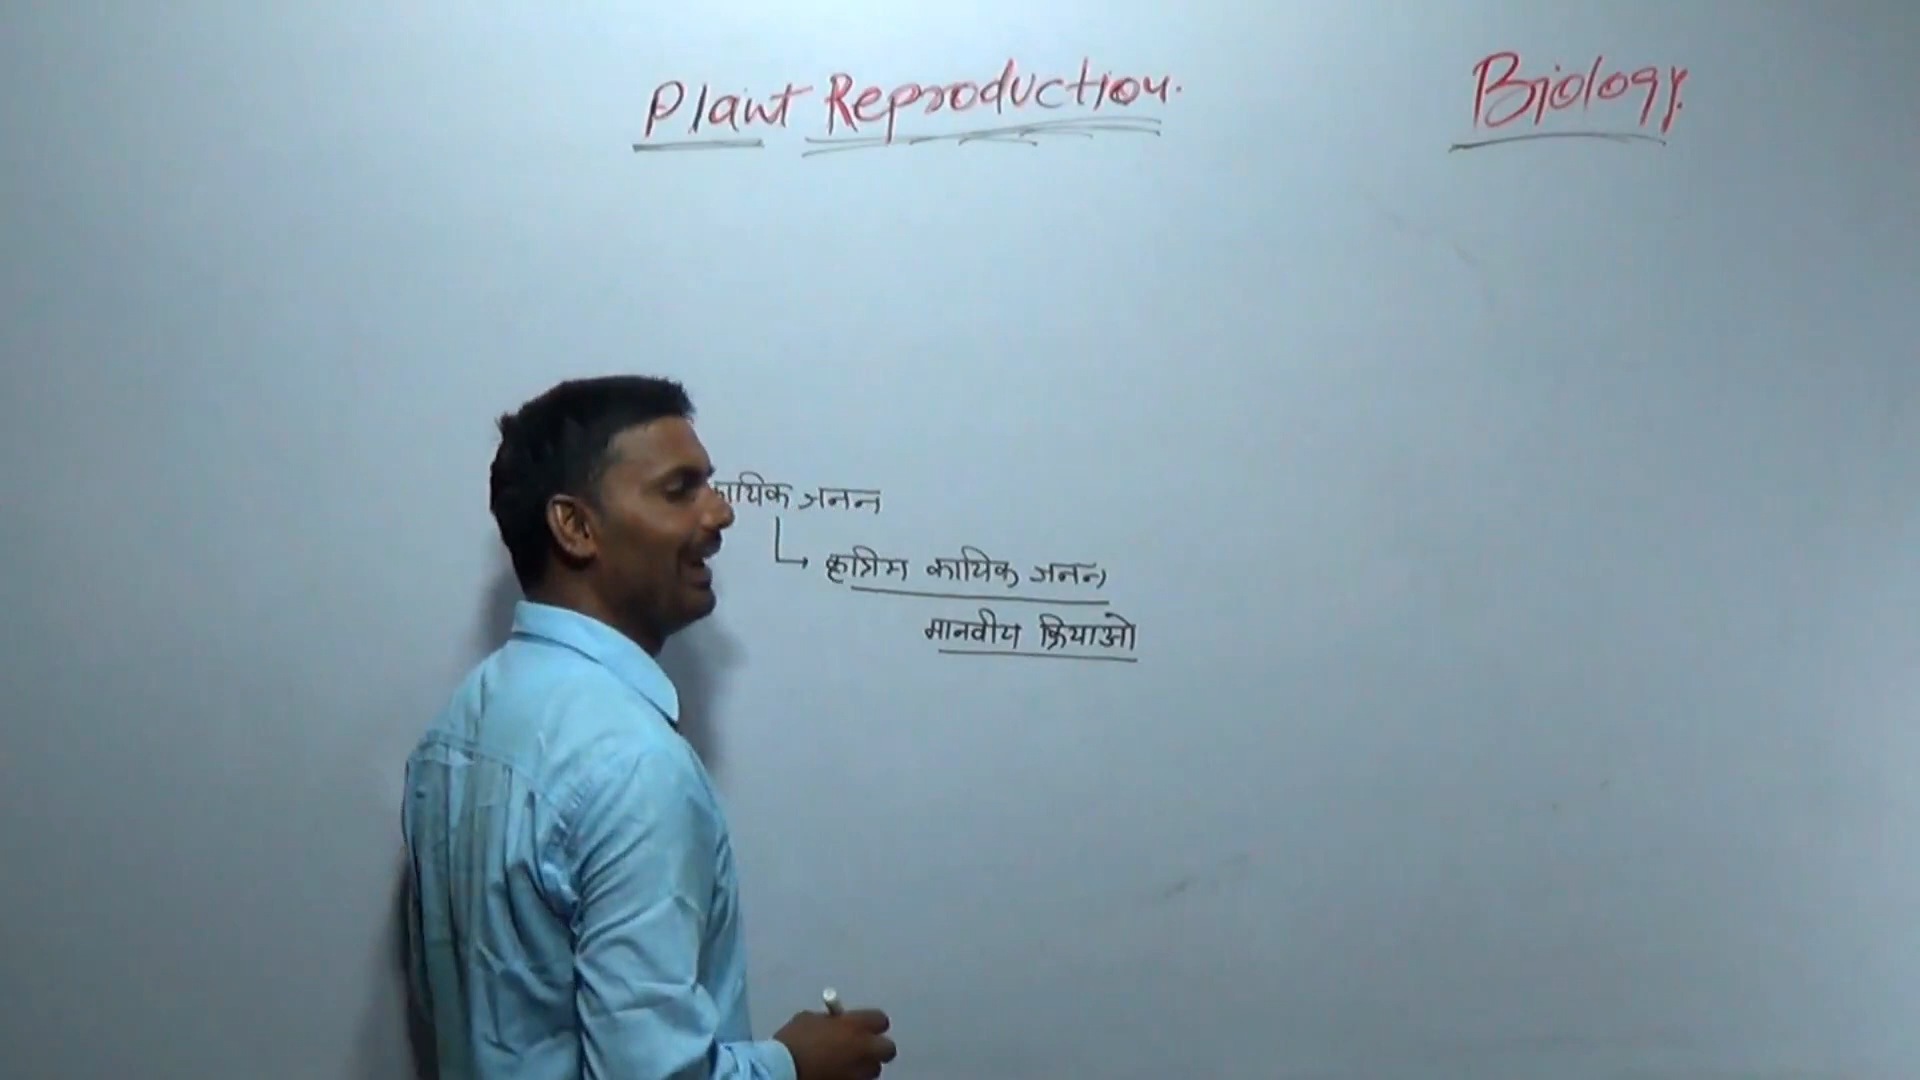 Plant Reproduction.
Biology.
कायिक जनन
कृत्रिम कायिक जनन
मानवीय क्रियाओ